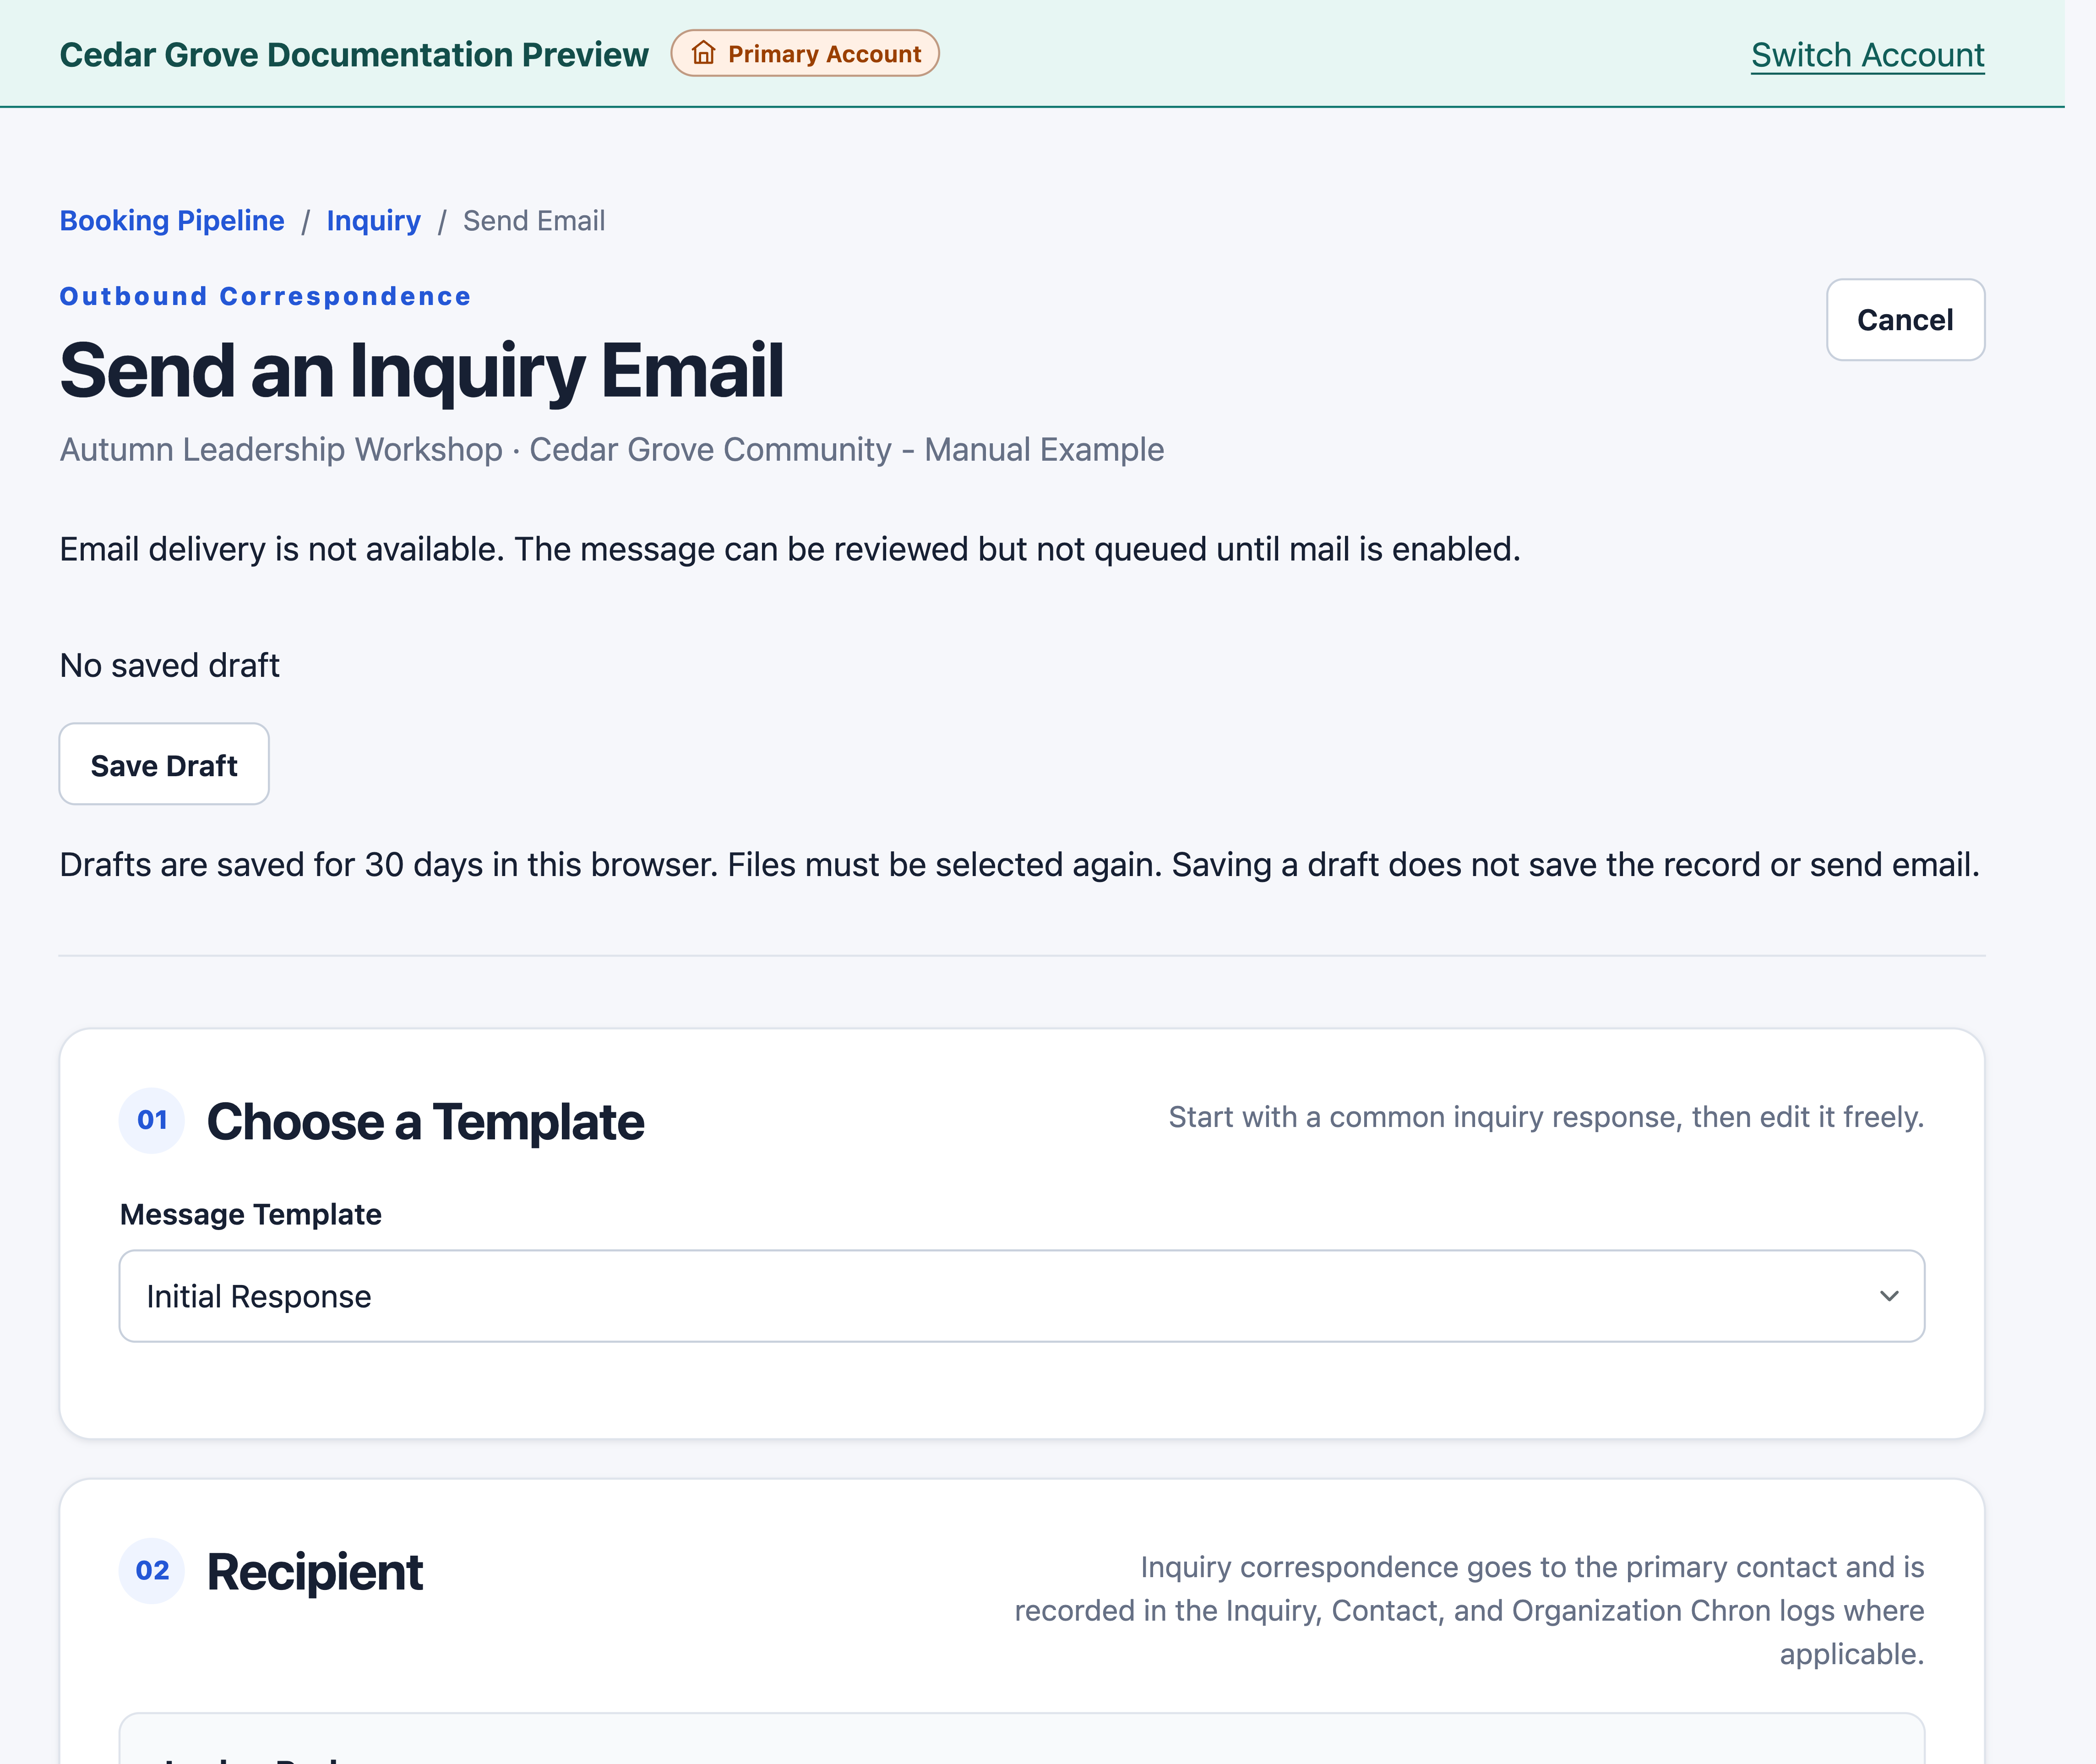 Cedar Grove Documentation Preview
Primary Account
Switch Account
Booking Pipeline / Inquiry / Send Email
Outbound Correspondence
Cancel
Send an Inquiry Email
Autumn Leadership Workshop · Cedar Grove Community - Manual Example
Email delivery is not available. The message can be reviewed but not queued until mail is enabled.
No saved draft
Save Draft
Drafts are saved for 30 days in this browser. Files must be selected again. Saving a draft does not save the record or send email.
01 Choose a Template
Start with a common inquiry response, then edit it freely.
Message Template
Initial Response
02 Recipient
Inquiry correspondence goes to the primary contact and is
recorded in the Inquiry, Contact, and Organization Chron logs where
applicable.